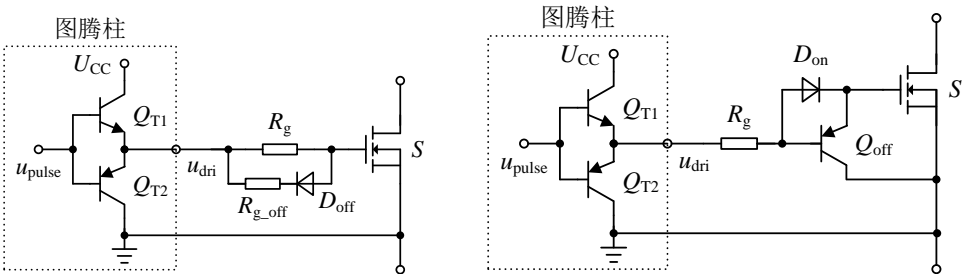 图腾柱
U_CC
Q_T1
R_g
S
u_pulse
u_dri
Q_T2
R_g_off
D_off
图腾柱
U_CC
D_on
Q_T1
R_g
S
u_pulse
u_dri
Q_off
Q_T2